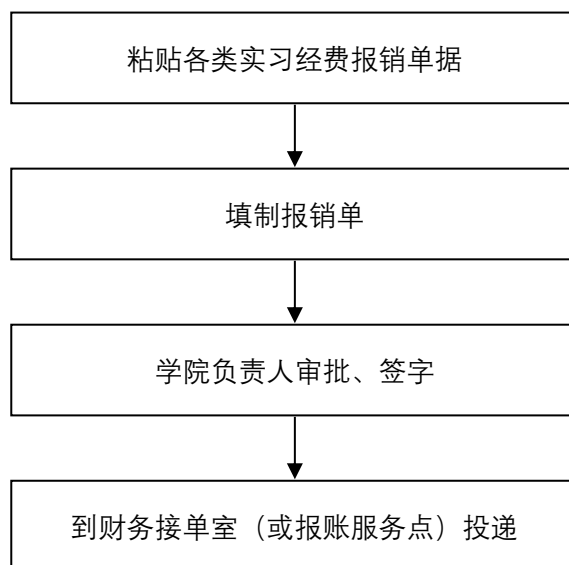 粘贴各类实习经费报销单据
填制报销单
学院负责人审批、签字
到财务接单室（或报账服务点）投递